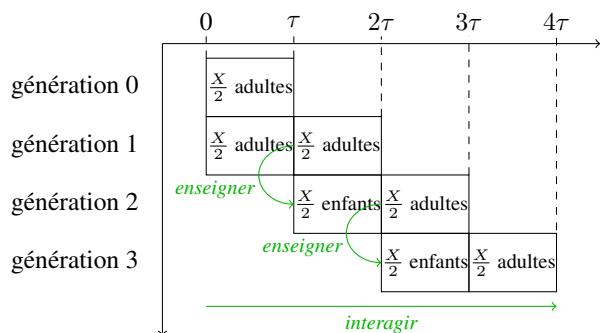 0 τ 2τ 3τ 4τ
génération 0 X/2 adultes
génération 1 X/2 adultes X/2 adultes
enseigner
génération 2 X/2 enfants X/2 adultes
enseigner
génération 3 X/2 enfants X/2 adultes
interagir